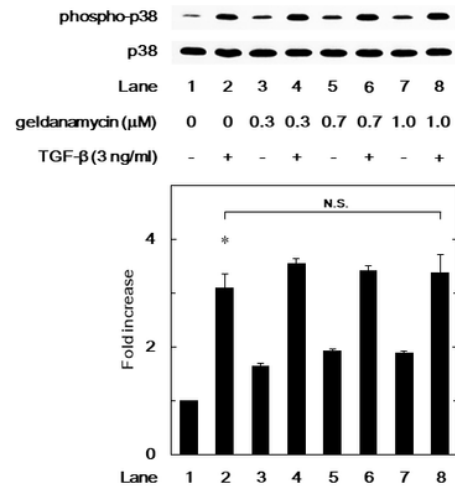 phospho-p38
p38
Lane 1 2 3 4 5 6 7 8
geldanamycin (μM) 0 0 0.3 0.3 0.7 0.7 1.0 1.0
TGF-β (3 ng/ml) - + - + - + - +
N.S.
*
4
2
0
Fold increase
Lane 1 2 3 4 5 6 7 8